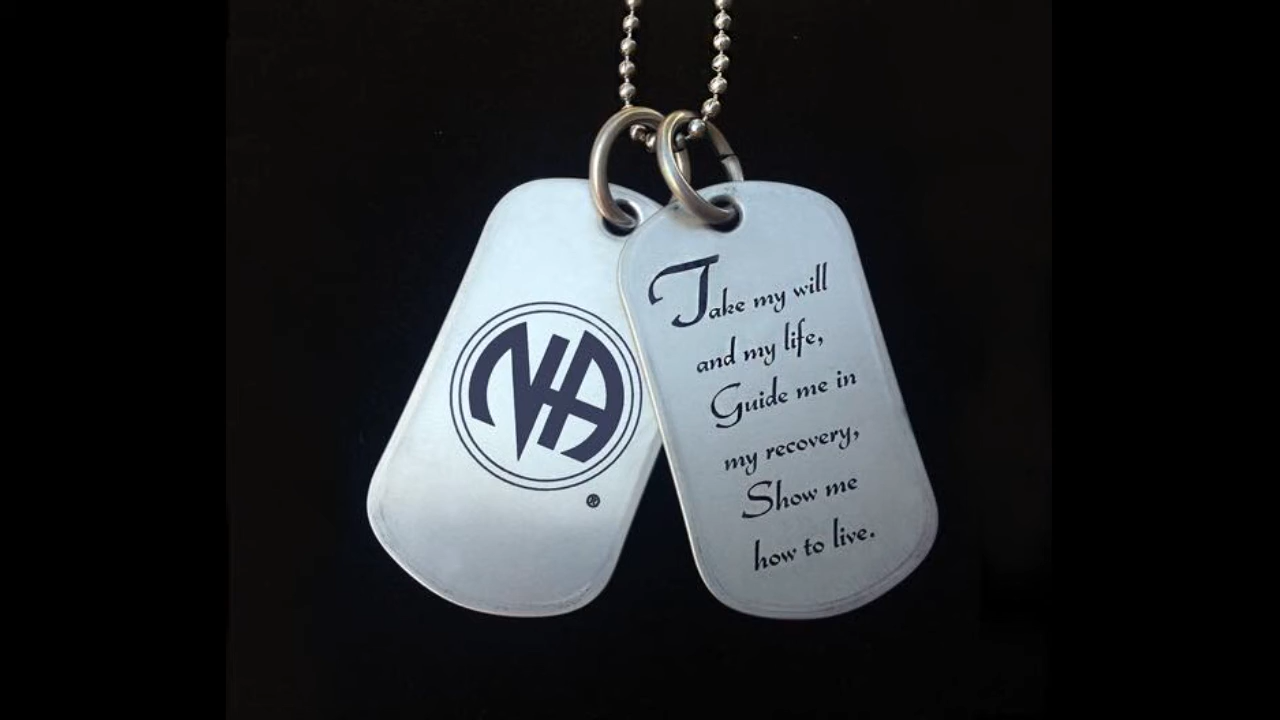 NA
®
Take my will
and my life,
Guide me in
my recovery,
Show me
how to live.